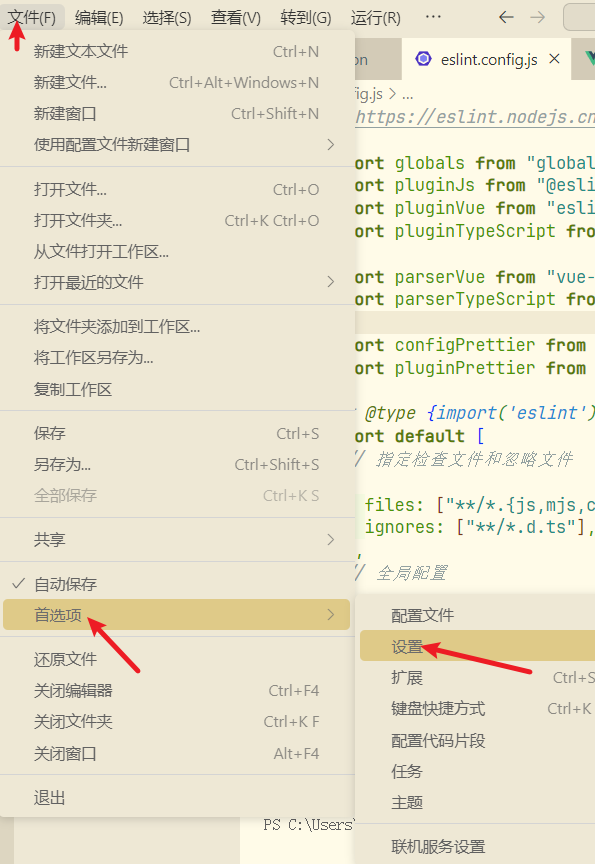 文件(F) 编辑(E) 选择(S) 查看(V) 转到(G) 运行(R) ···
新建文本文件 Ctrl+N
新建文件... Ctrl+Alt+Windows+N
新建窗口 Ctrl+Shift+N
使用配置文件新建窗口
打开文件... Ctrl+O
打开文件夹... Ctrl+K Ctrl+O
从文件打开工作区...
打开最近的文件
将文件夹添加到工作区...
将工作区另存为...
复制工作区
保存 Ctrl+S
另存为... Ctrl+Shift+S
全部保存 Ctrl+K S
共享
自动保存
首选项
还原文件
关闭编辑器 Ctrl+F4
关闭文件夹 Ctrl+K F
关闭窗口 Alt+F4
退出
on eslint.config.js
ig.js > ...
https://eslint.nodejs.cn
ort globals from "global
ort pluginJs from "@esli
ort pluginVue from "esli
ort pluginTypeScript fro
ort parserVue from "vue-
ort parserTypeScript fro
ort configPrettier from
ort pluginPrettier from
@type {import('eslint')
ort default [
// 指定检查文件和忽略文件
files: ["**/*.{js,mjs,c
ignores: ["**/*.d.ts"],
,
// 全局配置
配置文件
设置
扩展 Ctrl+S
键盘快捷方式 Ctrl+K
配置代码片段
任务
主题
联机服务设置
PS C:\Users\